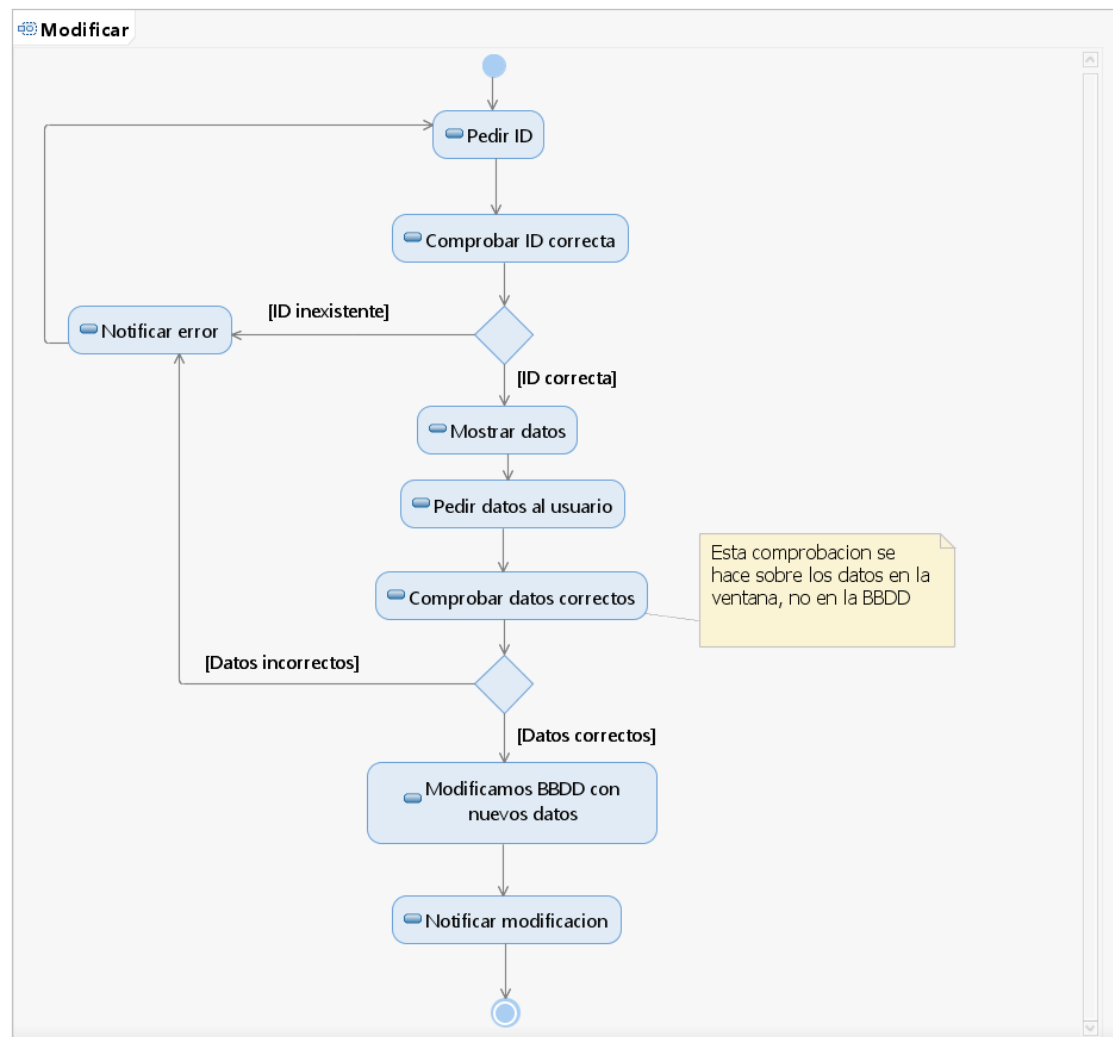 Modificar
Pedir ID
Comprobar ID correcta
[ID inexistente]
Notificar error
[ID correcta]
Mostrar datos
Pedir datos al usuario
Esta comprobacion se
hace sobre los datos en la
ventana, no en la BBDD
Comprobar datos correctos
[Datos incorrectos]
[Datos correctos]
Modificamos BBDD con
nuevos datos
Notificar modificacion